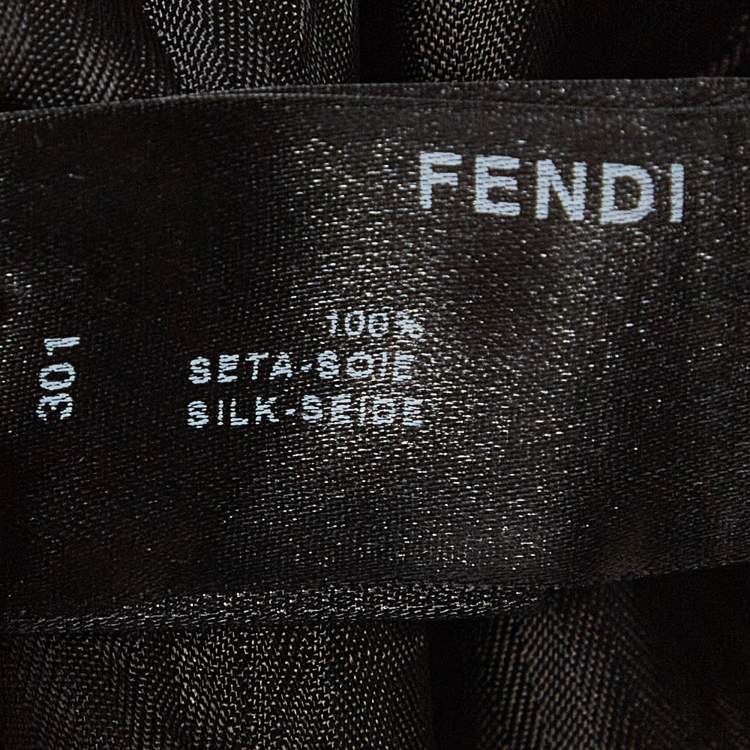 FENDI
100%
SETA-SOIE
SILK-SEIDE
301